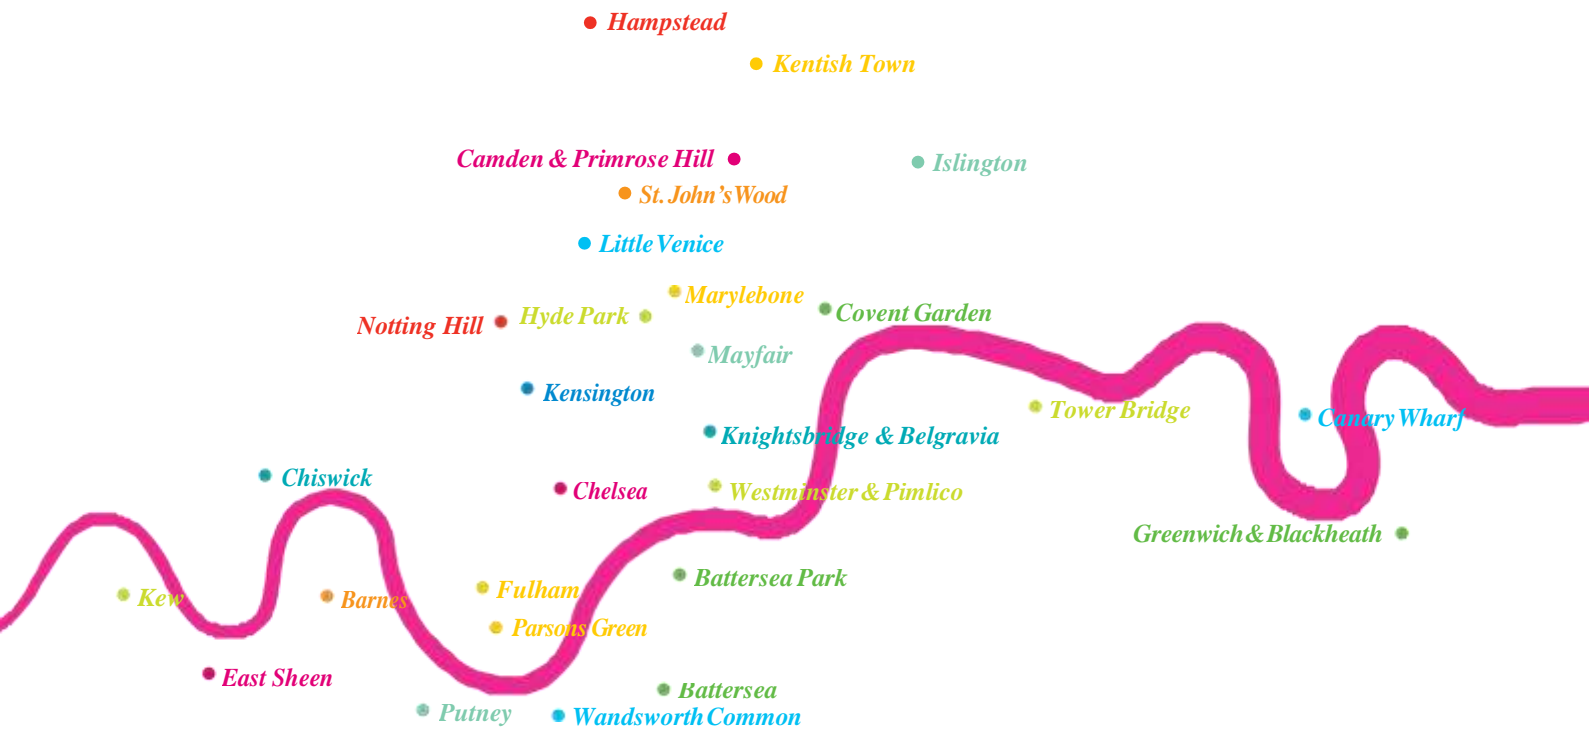 Hampstead
Kentish Town
Camden & Primrose Hill
Islington
St. John's Wood
Little Venice
Marylebone
Hyde Park
Covent Garden
Notting Hill
Mayfair
Kensington
Tower Bridge
Canary Wharf
Knightsbridge & Belgravia
Chiswick
Chelsea
Westminster & Pimlico
Greenwich & Blackheath
Battersea Park
Fulham
Kew
Barnes
Parsons Green
East Sheen
Battersea
Putney
Wandsworth Common